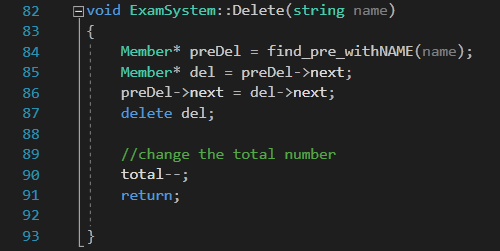 82 void ExamSystem::Delete(string name)
83 {
84 Member* preDel = find_pre_withNAME(name);
85 Member* del = preDel->next;
86 preDel->next = del->next;
87 delete del;
88
89 //change the total number
90 total--;
91 return;
92
93 }